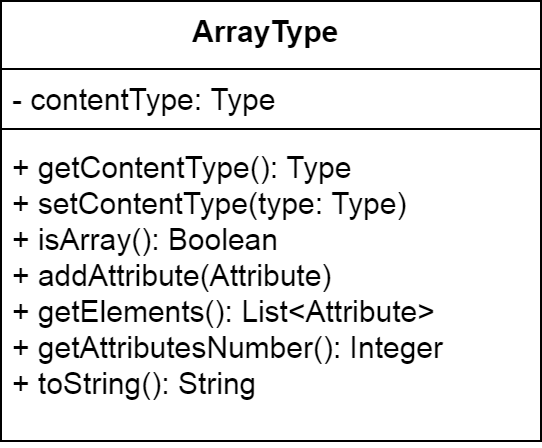 ArrayType
- contentType: Type
+ getContentType(): Type
+ setContentType(type: Type)
+ isArray(): Boolean
+ addAttribute(Attribute)
+ getElements(): List<Attribute>
+ getAttributesNumber(): Integer
+ toString(): String